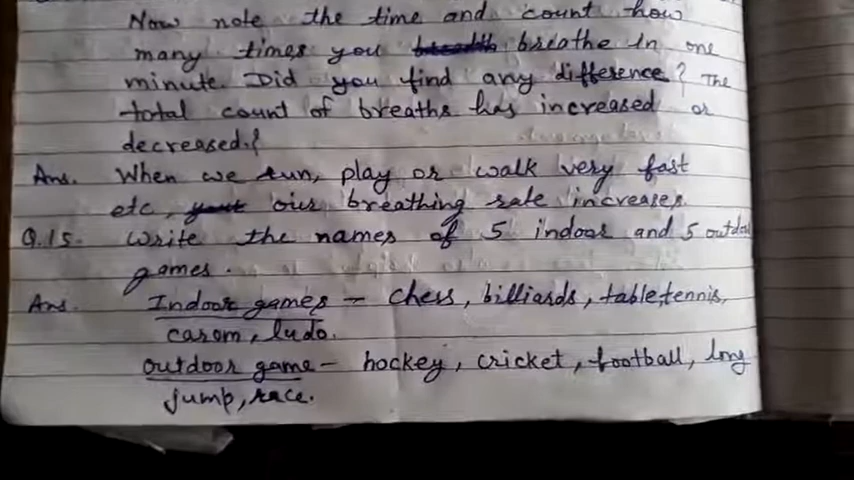 Now note the time and count how
many times you breathe in one
minute. Did you find any difference? The
total count of breaths has increased or
decreased?
Ans. When we run, play or walk very fast
etc, our breathing rate increases.
Q.15. Write the names of 5 indoor and 5 outdoor
games.
Ans. Indoor games - chess, billiards, table tennis,
carom, ludo.
outdoor game - hockey, cricket, football, long
jump, race.